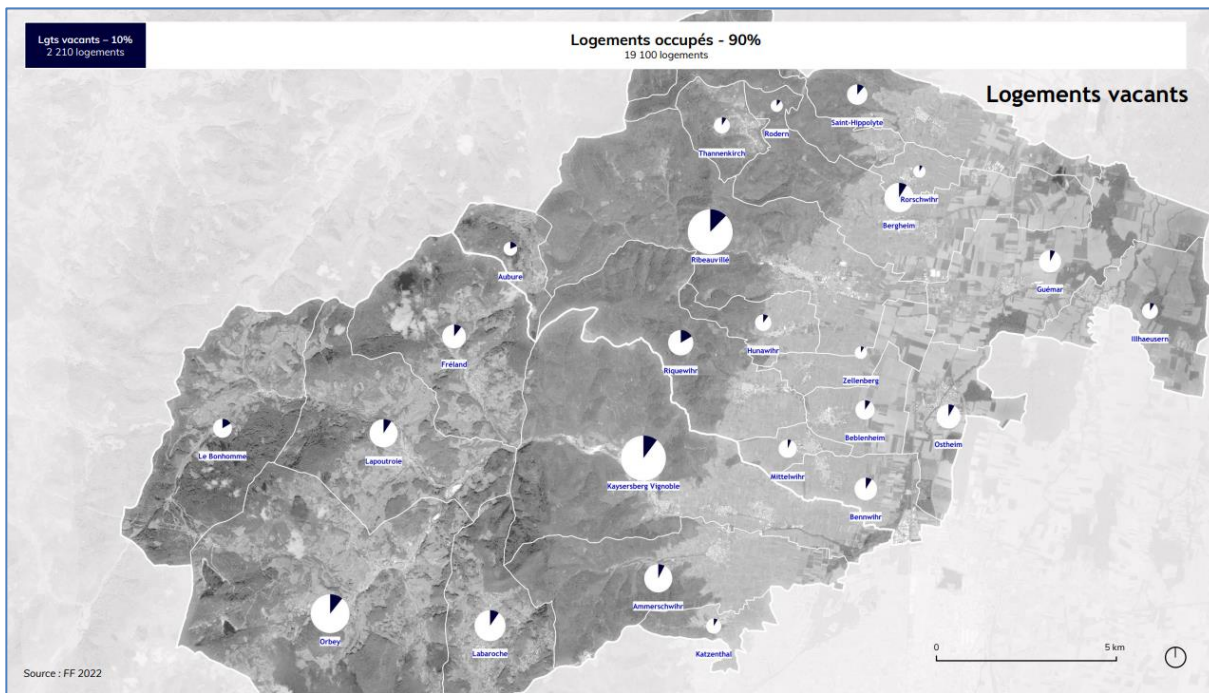 Lgts vacants – 10%
2 210 logements
Logements occupés - 90%
19 100 logements
Logements vacants
Rodern
Saint-Hippolyte
Thannenkirch
Rorschwihr
Bergheim
Ribeauvillé
Aubure
Guémar
Illhaeusern
Hunawihr
Fréland
Riquewihr
Zellenberg
Beblenheim
Ostheim
Le Bonhomme
Lapoutroie
Mittelwihr
Kaysersberg Vignoble
Bennwihr
Ammerschwihr
Orbey
Labaroche
Katzenthal
0
5 km
Source : FF 2022